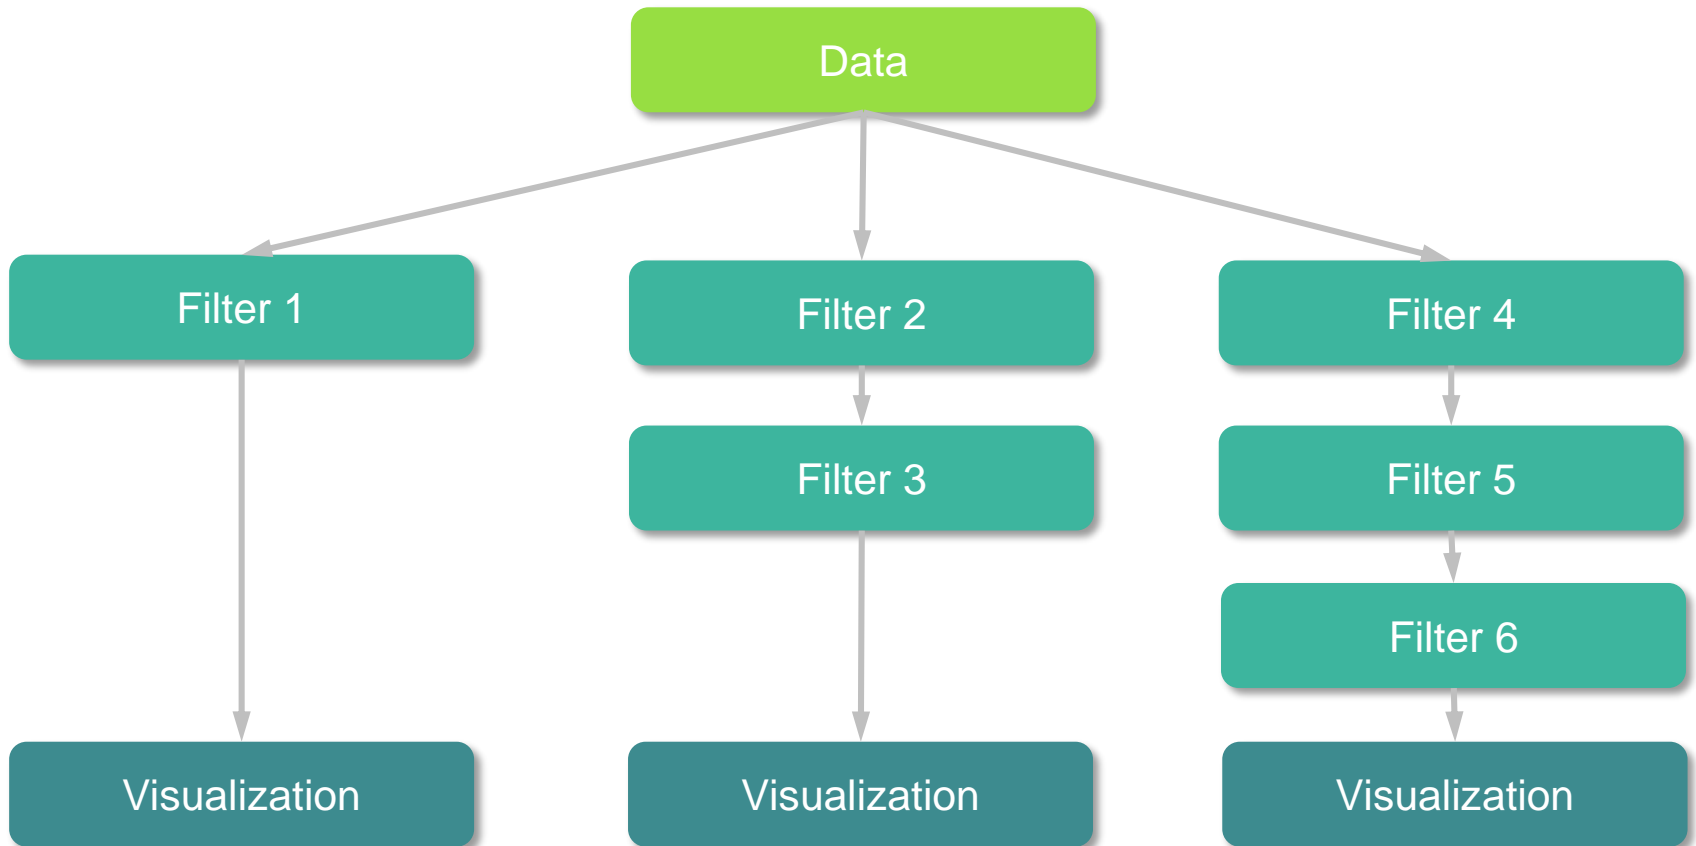 Data
Filter 1
Filter 2
Filter 4
Filter 3
Filter 5
Filter 6
Visualization
Visualization
Visualization